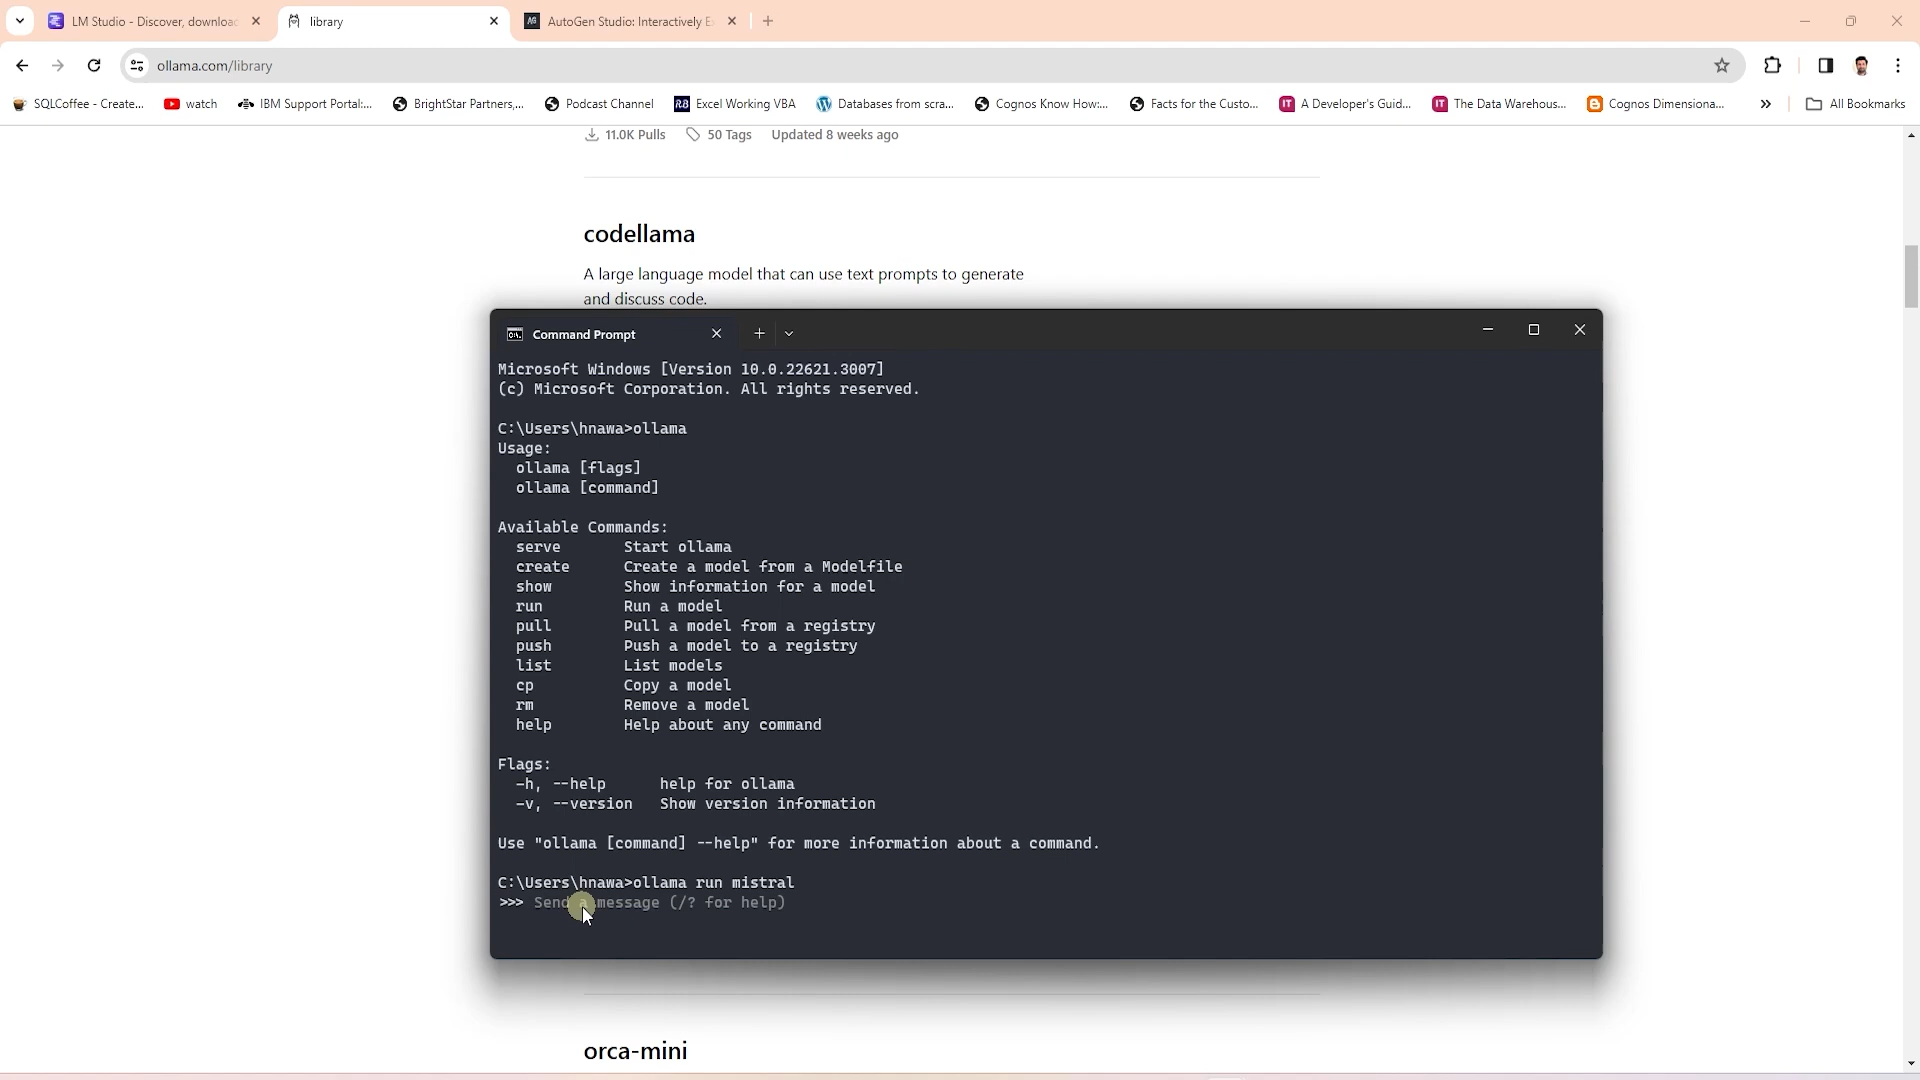 LM Studio - Discover, download
library
AutoGen Studio: Interactively E
ollama.com/library
SQLCoffee - Create...
watch
IBM Support Portal:...
BrightStar Partners,...
Podcast Channel
Excel Working VBA
Databases from scra...
Cognos Know How:...
Facts for the Custo...
A Developer's Guid...
The Data Warehous...
Cognos Dimensiona...
All Bookmarks
11.0K Pulls 50 Tags Updated 8 weeks ago
codellama
A large language model that can use text prompts to generate
and discuss code.
Command Prompt
Microsoft Windows [Version 10.0.22621.3007]
(c) Microsoft Corporation. All rights reserved.
C:\Users\hnawa>ollama
Usage:
ollama [flags]
ollama [command]
Available Commands:
serve Start ollama
create Create a model from a Modelfile
show Show information for a model
run Run a model
pull Pull a model from a registry
push Push a model to a registry
list List models
cp Copy a model
rm Remove a model
help Help about any command
Flags:
-h, --help help for ollama
-v, --version Show version information
Use "ollama [command] --help" for more information about a command.
C:\Users\hnawa>ollama run mistral
>>> Send a message (/? for help)
orca-mini